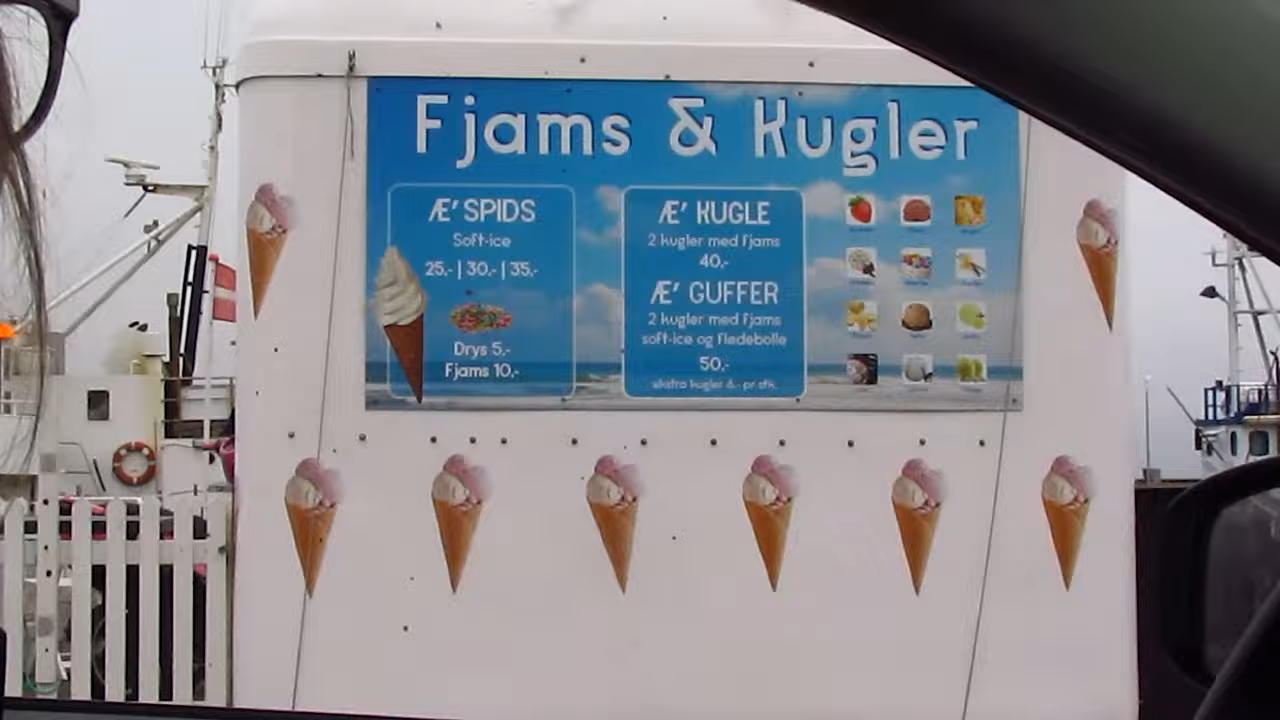 Fjams & Kugler
Æ' SPIDS
Soft-ice
25,- | 30,- | 35,-
Drys 5,-
Fjams 10,-
Æ' KUGLE
2 kugler med fjams
40,-
Æ' GUFFER
2 kugler med fjams
soft-ice og flødebolle
50,-
ekstra kugler 6,- pr stk.